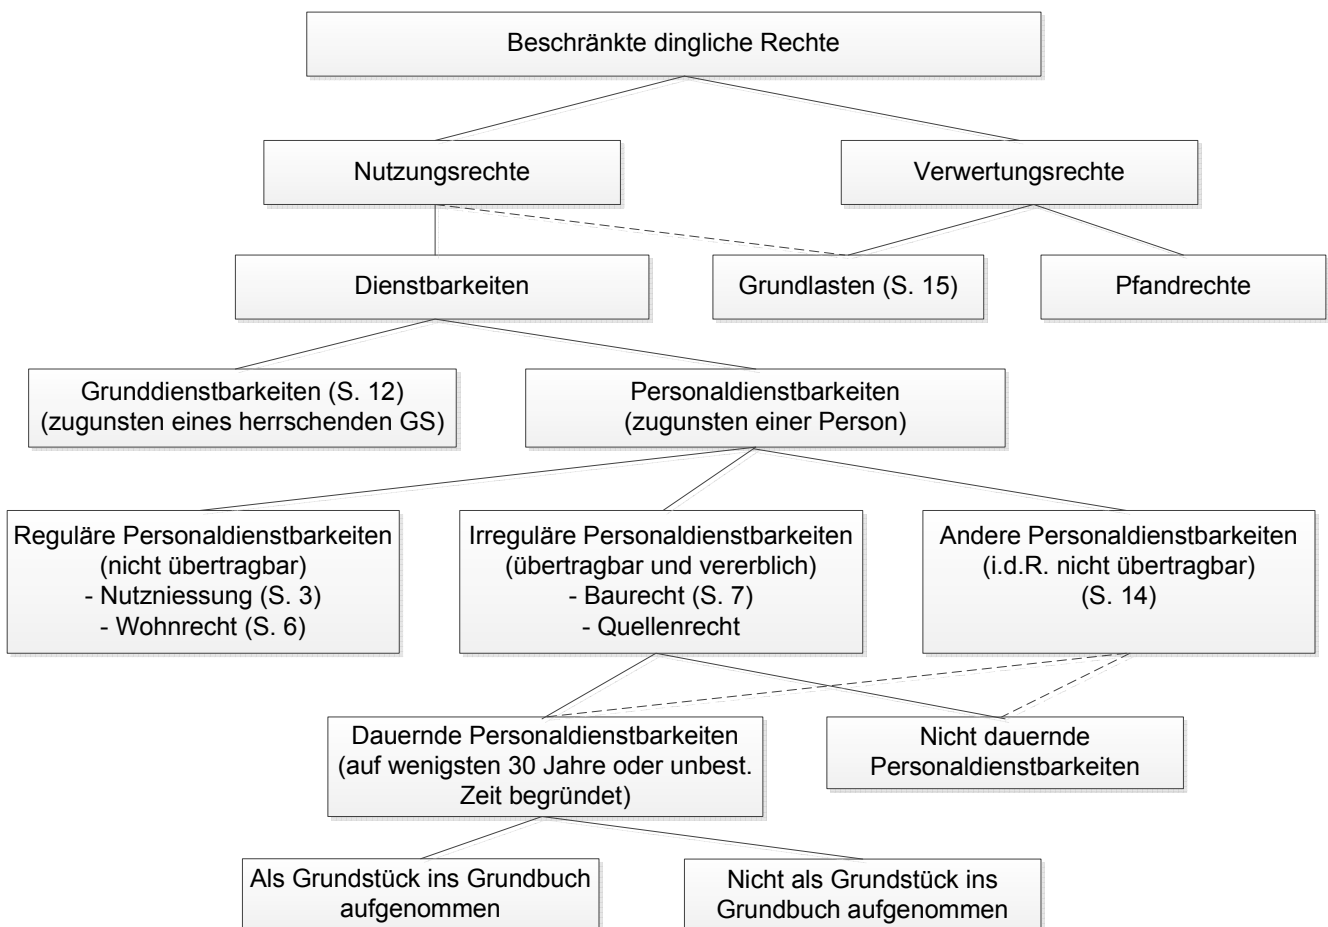 Beschränkte dingliche Rechte
Nutzungsrechte
Verwertungsrechte
Dienstbarkeiten
Grundlasten (S. 15)
Pfandrechte
Grunddienstbarkeiten (S. 12)
(zugunsten eines herrschenden GS)
Personaldienstbarkeiten
(zugunsten einer Person)
Reguläre Personaldienstbarkeiten
(nicht übertragbar)
- Nutzniessung (S. 3)
- Wohnrecht (S. 6)
Irreguläre Personaldienstbarkeiten
(übertragbar und vererblich)
- Baurecht (S. 7)
- Quellenrecht
Andere Personaldienstbarkeiten
(i.d.R. nicht übertragbar)
(S. 14)
Dauernde Personaldienstbarkeiten
(auf wenigsten 30 Jahre oder unbest.
Zeit begründet)
Nicht dauernde
Personaldienstbarkeiten
Als Grundstück ins Grundbuch
aufgenommen
Nicht als Grundstück ins
Grundbuch aufgenommen